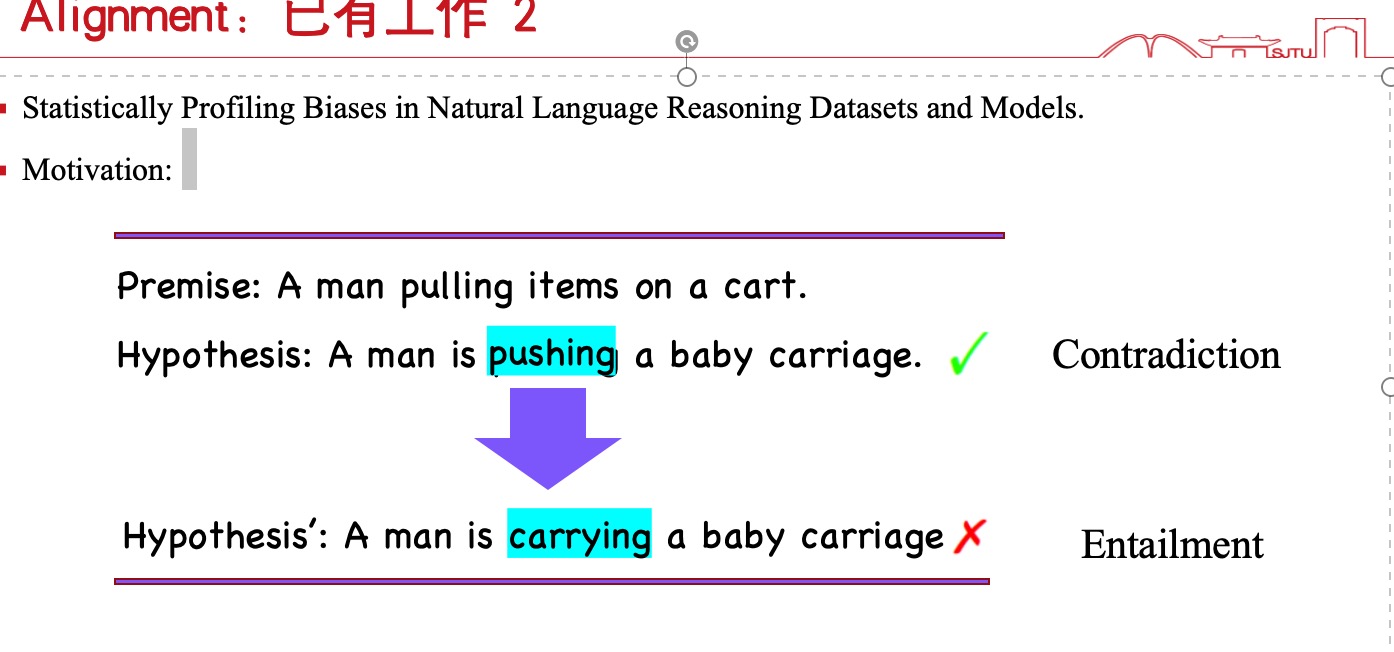 Alignment：已有工作 2
SJTU
Statistically Profiling Biases in Natural Language Reasoning Datasets and Models.
Motivation:
Premise: A man pulling items on a cart.
Hypothesis: A man is pushing a baby carriage. ✓ Contradiction
Hypothesis′: A man is carrying a baby carriage ✗ Entailment